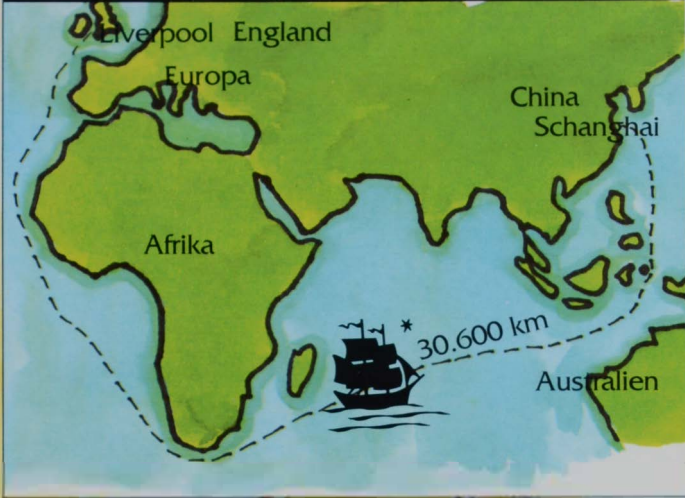 Liverpool England
Europa
China
Schanghai
Afrika
* 30.600 km
Australien